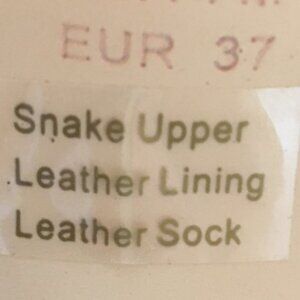 EUR 37
Snake Upper
Leather Lining
Leather Sock